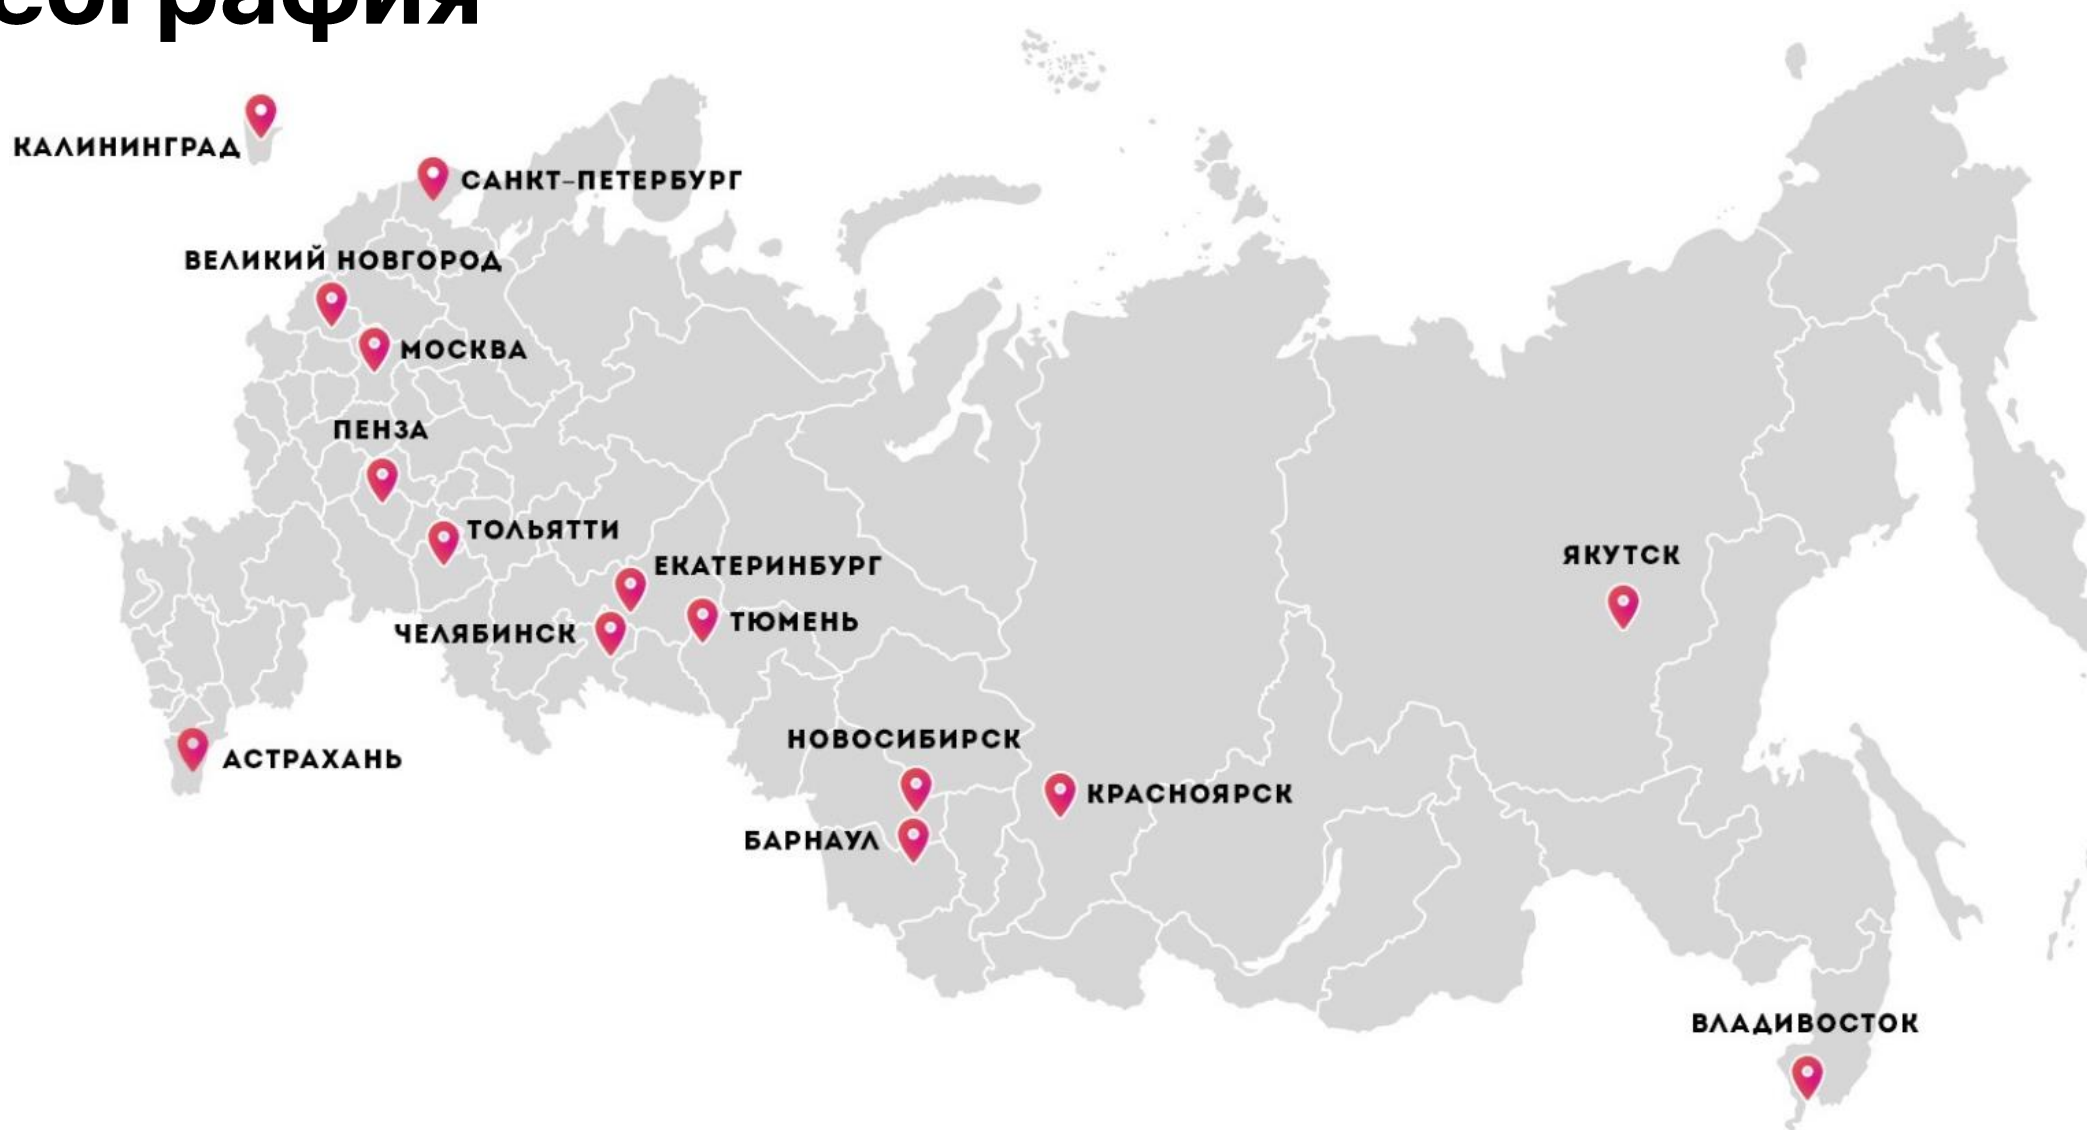 еография
КАЛИНИНГРАД
САНКТ-ПЕТЕРБУРГ
ВЕЛИКИЙ НОВГОРОД
МОСКВА
ПЕНЗА
ТОЛЬЯТТИ
ЕКАТЕРИНБУРГ
ЯКУТСК
ТЮМЕНЬ
ЧЕЛЯБИНСК
НОВОСИБИРСК
АСТРАХАНЬ
КРАСНОЯРСК
БАРНАУЛ
ВЛАДИВОСТОК